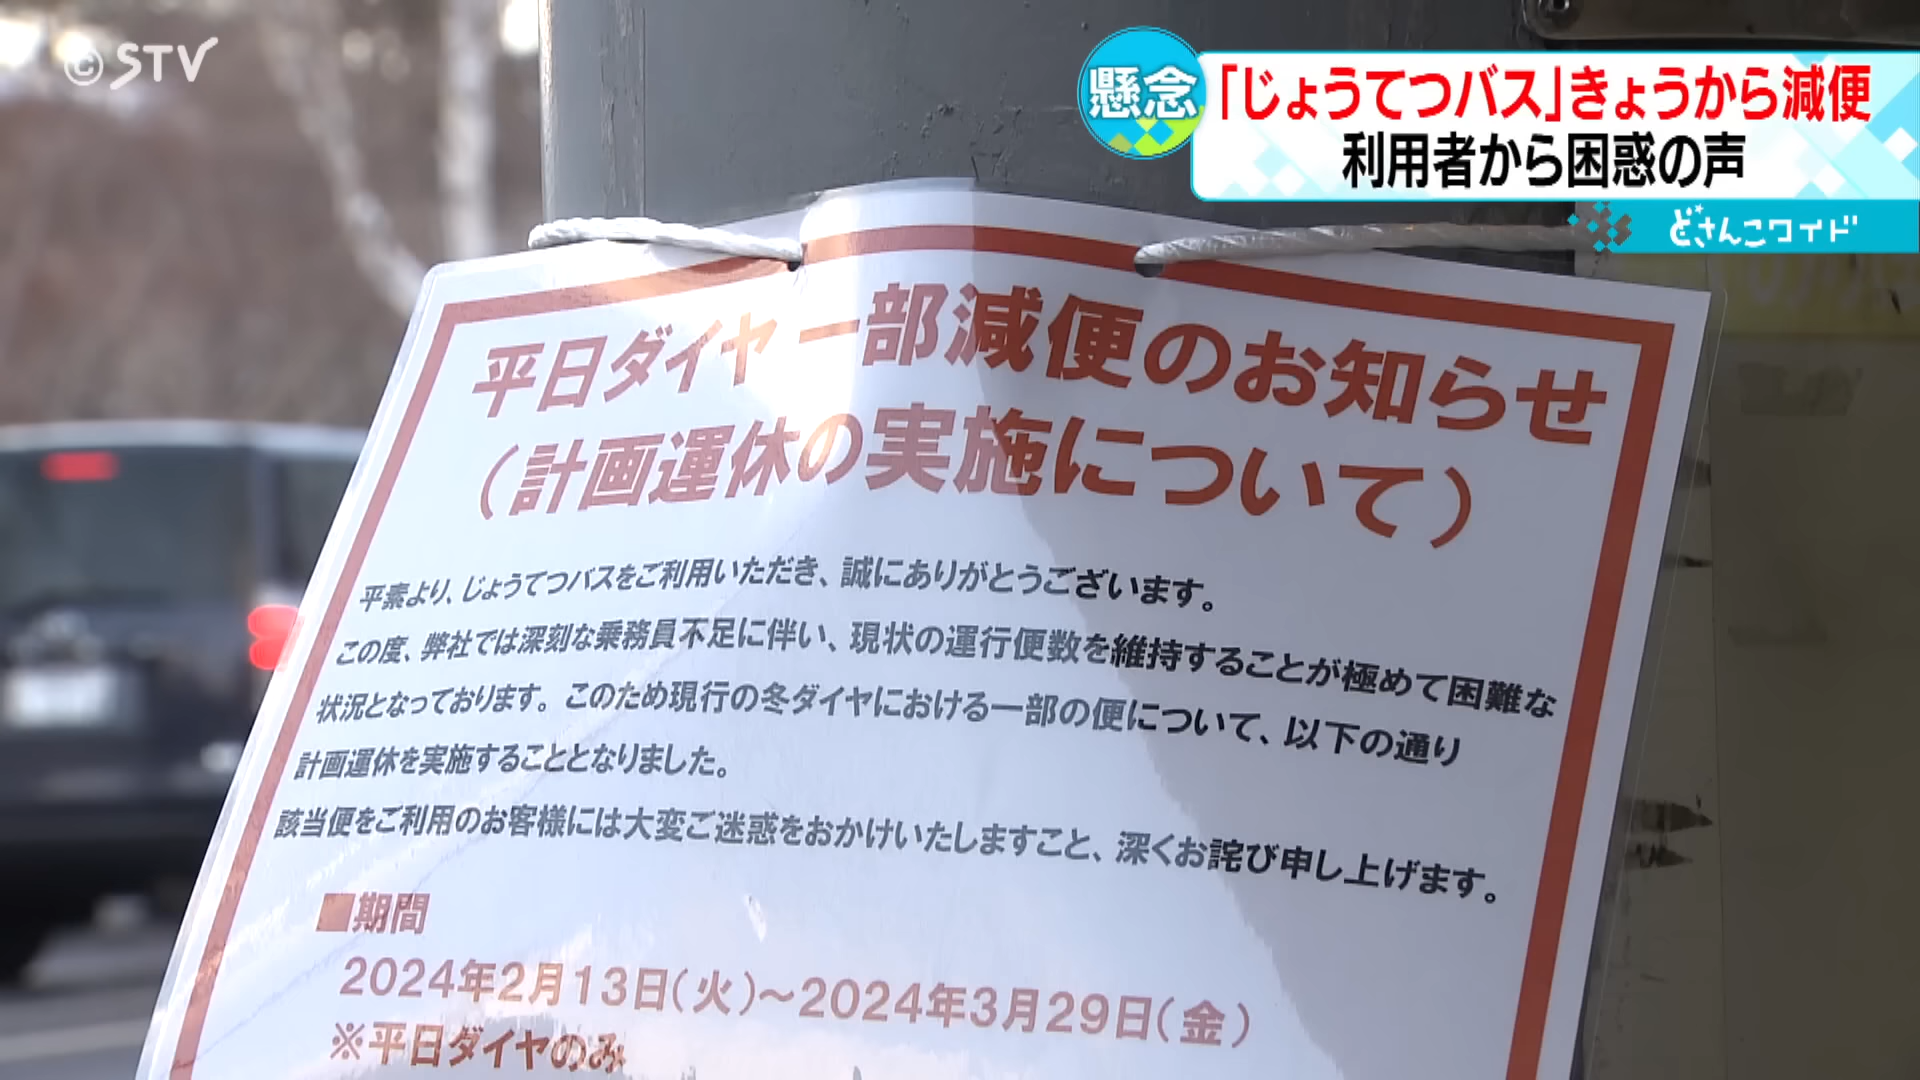 ©STV
懸念
「じょうてつバス」きょうから減便
利用者から困惑の声
どさんこワイド
平日ダイヤ一部減便のお知らせ
(計画運休の実施について)
平素より、じょうてつバスをご利用いただき、誠にありがとうございます。
この度、弊社では深刻な乗務員不足に伴い、現状の運行便数を維持することが極めて困難な
状況となっております。このため現行の冬ダイヤにおける一部の便について、以下の通り
計画運休を実施することとなりました。
該当便をご利用のお客様には大変ご迷惑をおかけいたしますこと、深くお詫び申し上げます。
■期間
2024年2月13日(火)~2024年3月29日(金)
※平日ダイヤのみ